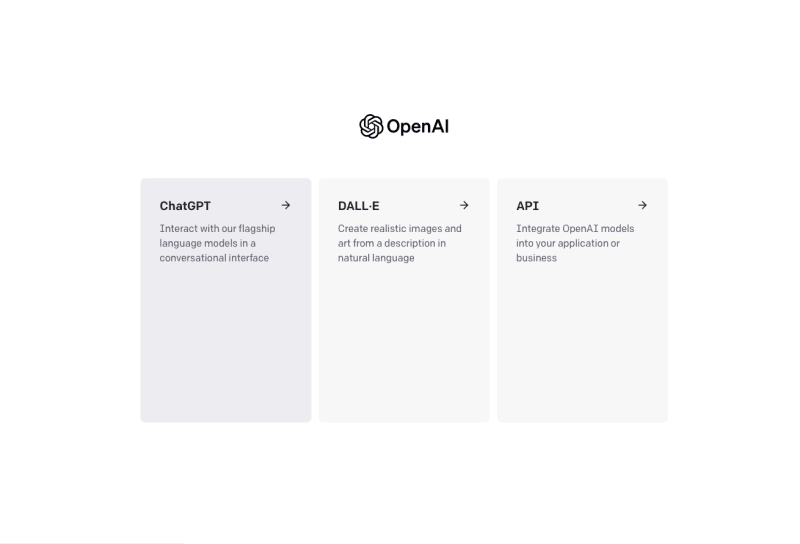 OpenAI
ChatGPT
Interact with our flagship
language models in a
conversational interface
DALL·E
Create realistic images and
art from a description in
natural language
API
Integrate OpenAI models
into your application or
business